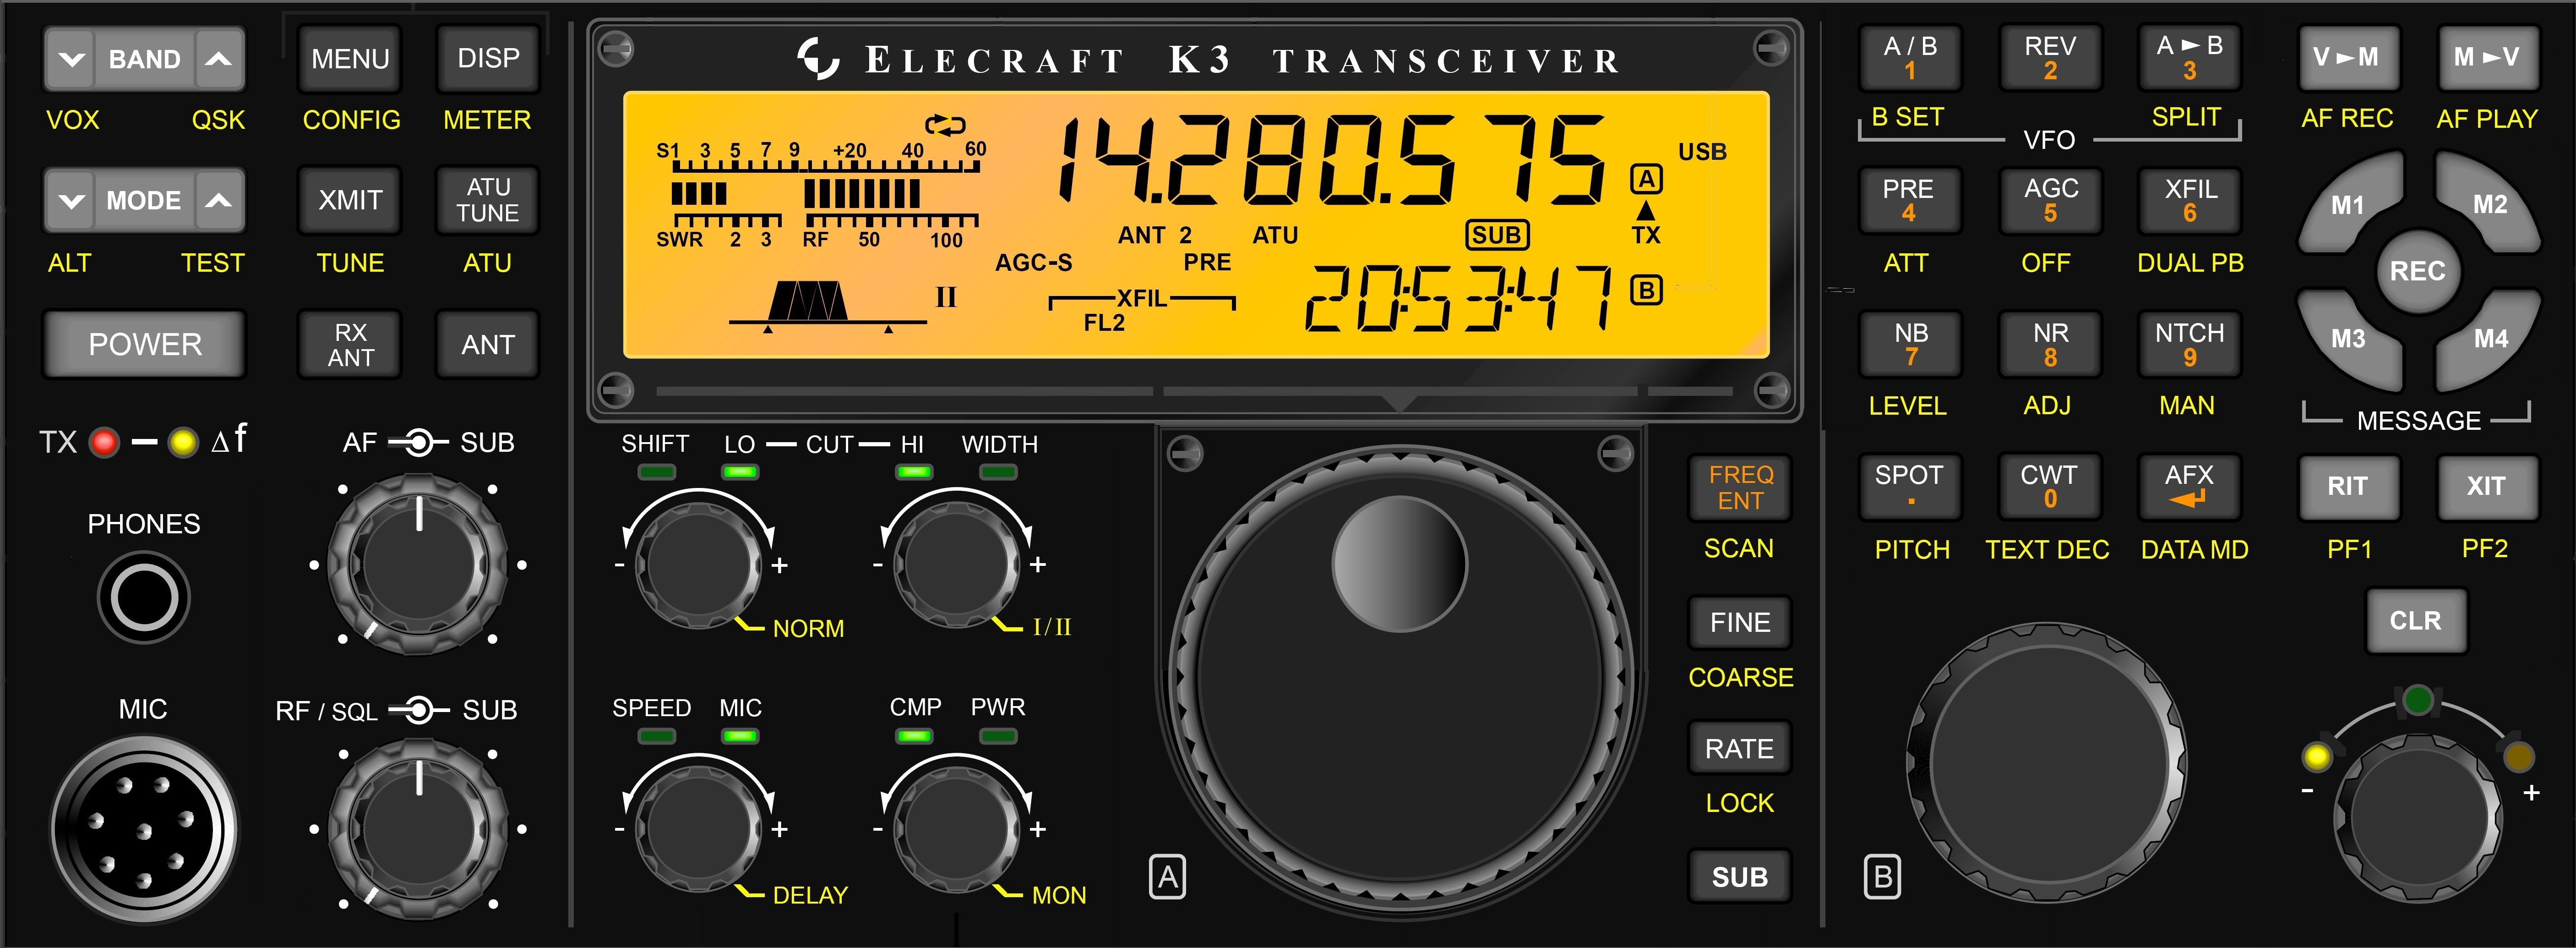 BAND
VOX QSK
MENU DISP
CONFIG METER
MODE
ALT TEST
XMIT ATU TUNE
TUNE ATU
POWER
RX ANT ANT
TX Δf
AF SUB
PHONES
MIC
RF / SQL SUB
ELECRAFT K3 TRANSCEIVER
S1 3 5 7 9 +20 40 60
SWR 2 3 RF 50 100
14.280.575
USB
A
TX
ANT 2 ATU SUB
AGC-S PRE
II
XFIL
FL2
20:53:47
B
SHIFT LO CUT HI WIDTH
- + - +
NORM I/II
SPEED MIC CMP PWR
- + - +
DELAY MON
A
FREQ ENT
SCAN
FINE
COARSE
RATE
LOCK
SUB
A / B 1 REV 2 A ► B 3
B SET SPLIT
VFO
PRE 4 AGC 5 XFIL 6
ATT OFF DUAL PB
NB 7 NR 8 NTCH 9
LEVEL ADJ MAN
SPOT . CWT 0 AFX
PITCH TEXT DEC DATA MD
B
V ► M M ► V
AF REC AF PLAY
M1 M2
REC
M3 M4
MESSAGE
RIT XIT
PF1 PF2
CLR
- +